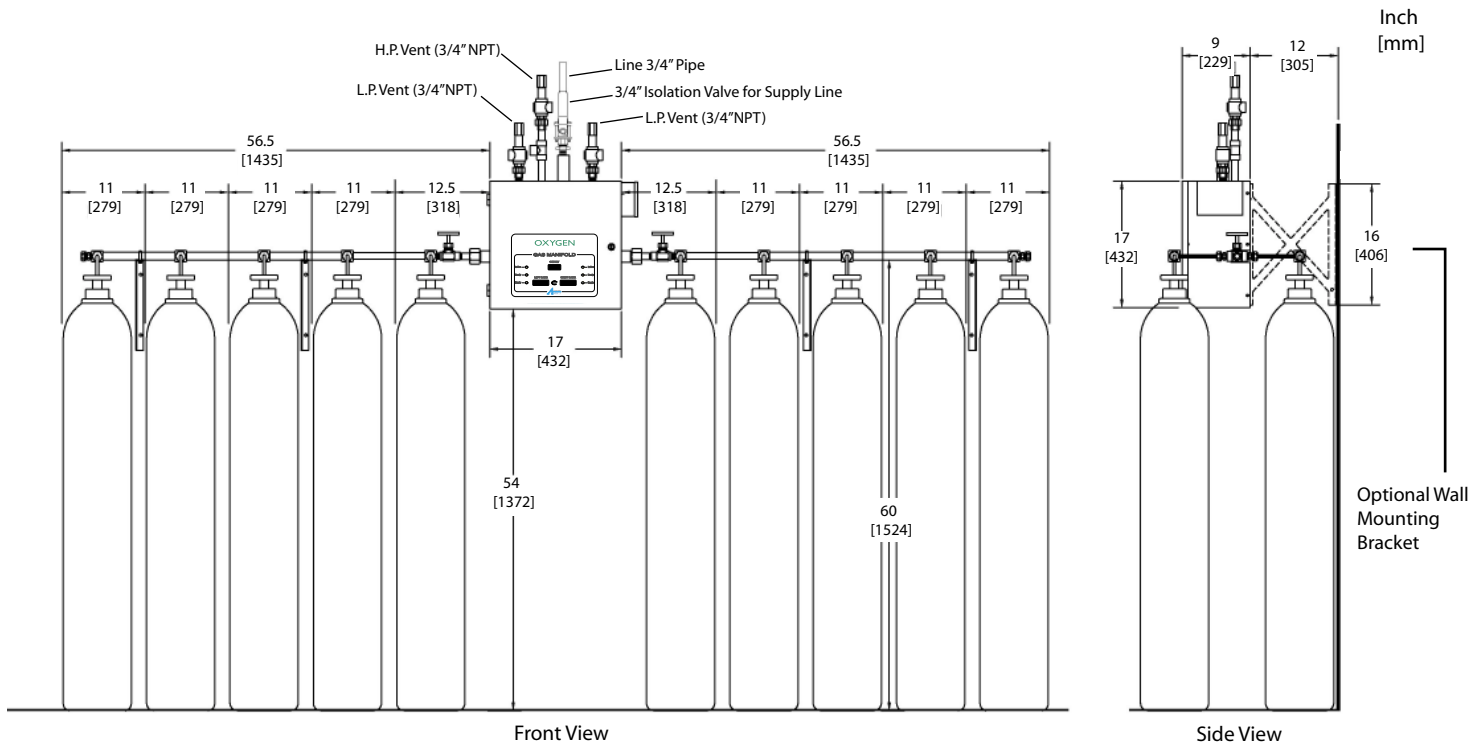 Inch
[mm]
H.P. Vent (3/4” NPT)
Line 3/4” Pipe
L.P. Vent (3/4”NPT)
3/4” Isolation Valve for Supply Line
L.P. Vent (3/4”NPT)
9
[229]
12
[305]
56.5
[1435]
56.5
[1435]
11
[279]
11
[279]
11
[279]
11
[279]
12.5
[318]
12.5
[318]
11
[279]
11
[279]
11
[279]
11
[279]
OXYGEN
GAS MANIFOLD
17
[432]
54
[1372]
60
[1524]
17
[432]
16
[406]
Optional Wall
Mounting
Bracket
Front View
Side View